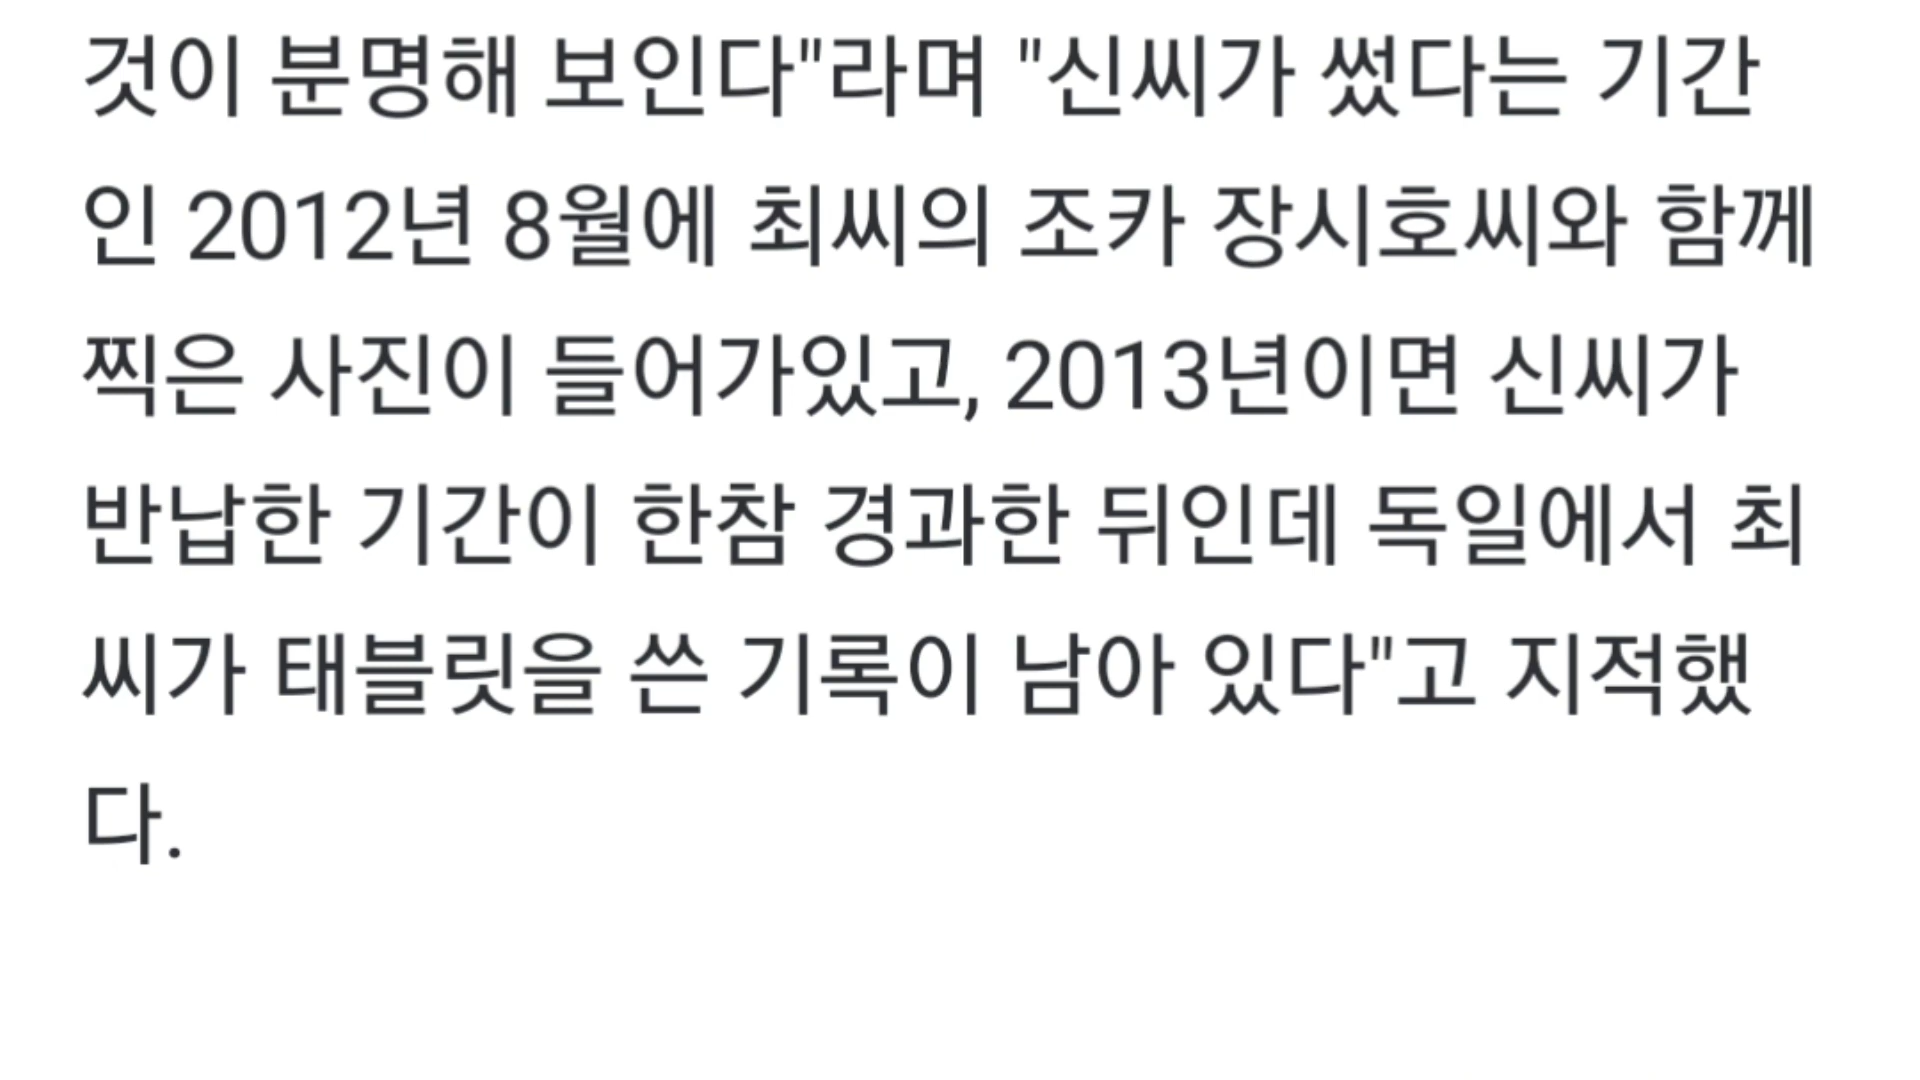 것이 분명해 보인다"라며 "신씨가 썼다는 기간
인 2012년 8월에 최씨의 조카 장시호씨와 함께
찍은 사진이 들어가있고, 2013년이면 신씨가
반납한 기간이 한참 경과한 뒤인데 독일에서 최
씨가 태블릿을 쓴 기록이 남아 있다"고 지적했
다.